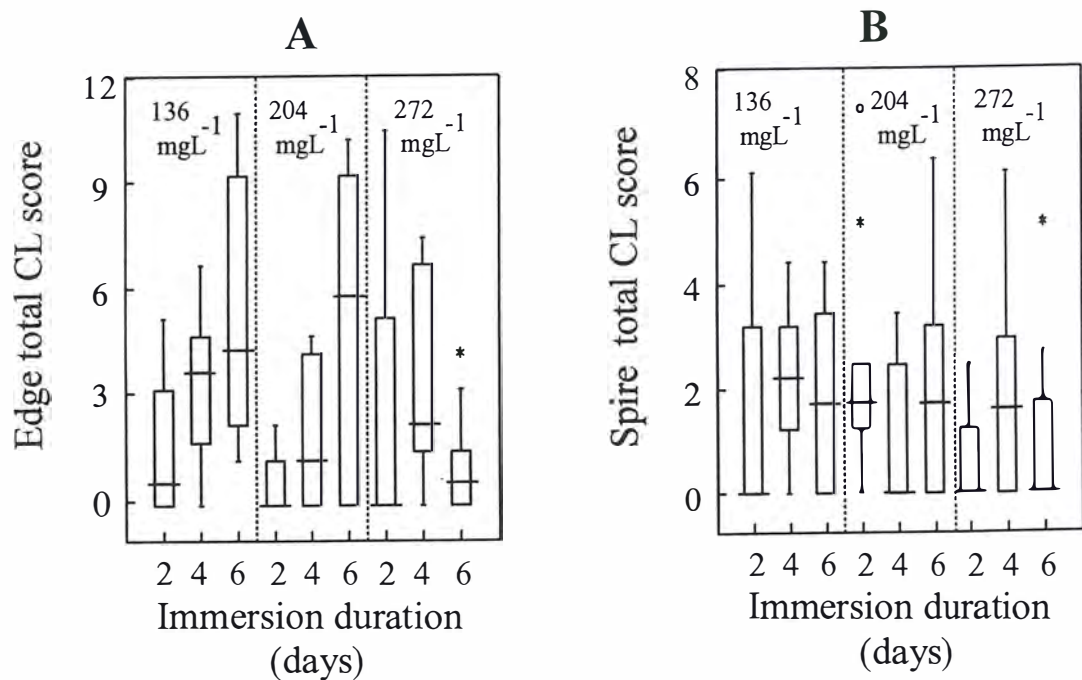 A
Edge total CL score
12
9
6
3
0
136
mgL-1
204
mgL-1
272
mgL-1
*
2 4 6 2 4 6 2 4 6
Immersion duration
(days)
B
Spire total CL score
8
6
4
2
0
136
mgL-1
204
mgL-1
272
mgL-1
*
*
2 4 6 2 4 6 2 4 6
Immersion duration
(days)